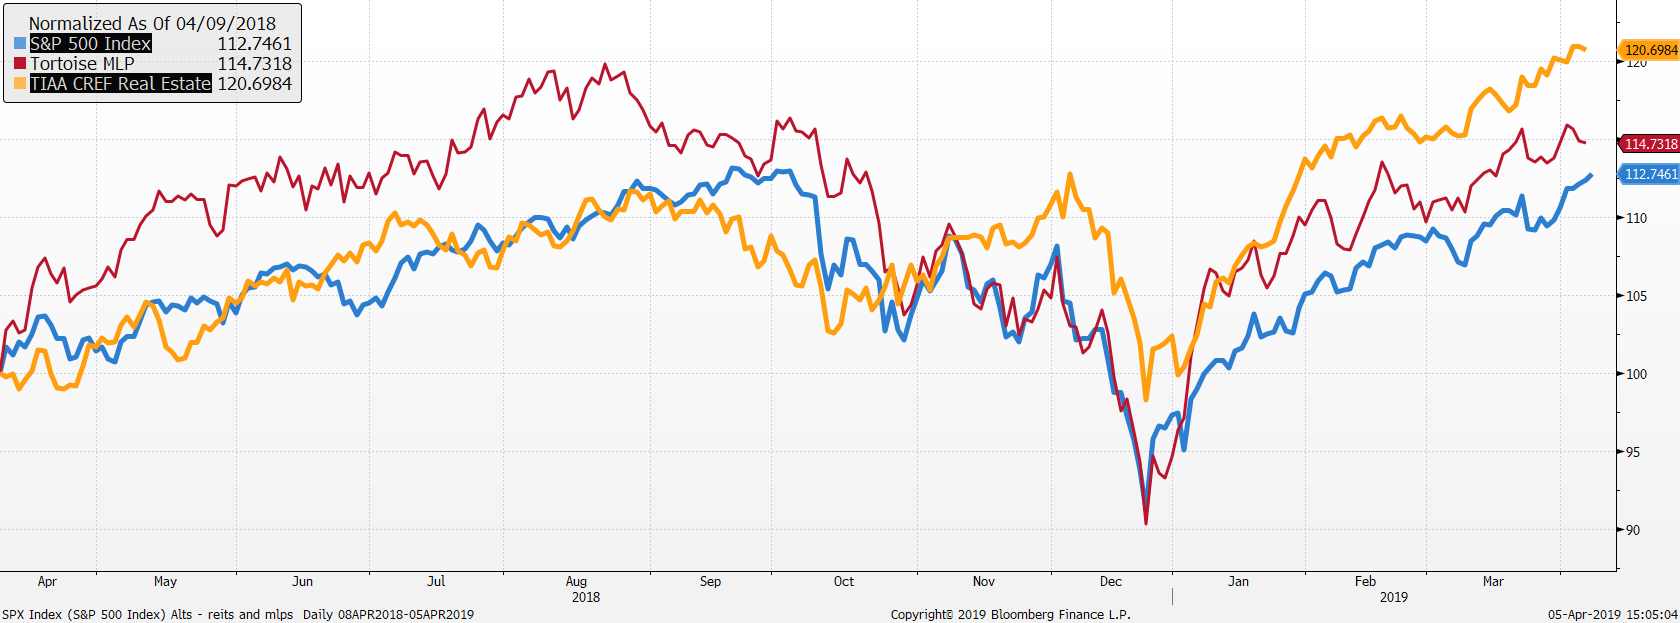 Normalized As Of 04/09/2018
S&P 500 Index 112.7461
Tortoise MLP 114.7318
TIAA CREF Real Estate 120.6984
120.6984
120
114.7318
112.7461
110
105
100
95
90
Apr May Jun Jul Aug Sep Oct Nov Dec Jan Feb Mar
2018 2019
SPX Index (S&P 500 Index) Alts - reits and mlps Daily 08APR2018-05APR2019 Copyright© 2019 Bloomberg Finance L.P. 05-Apr-2019 15:05:04